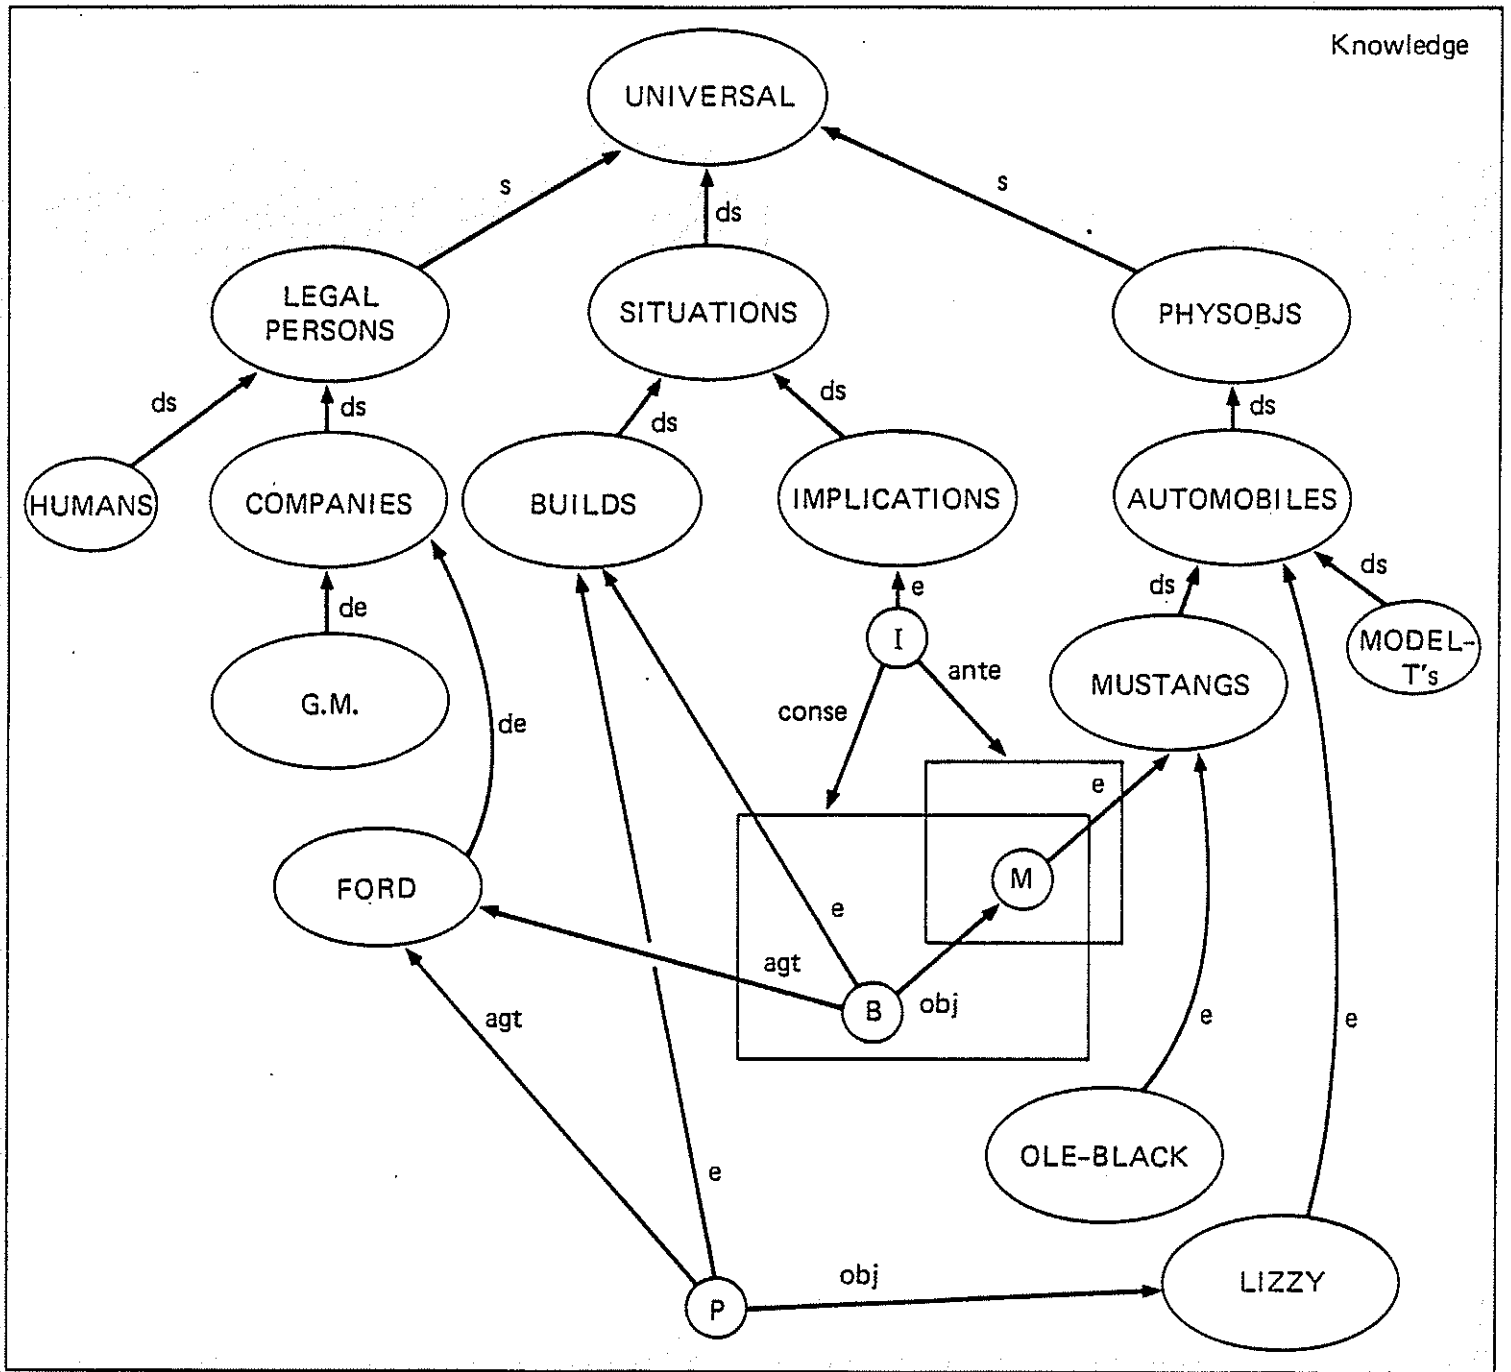 Knowledge
UNIVERSAL
s
ds
s
LEGAL
PERSONS
SITUATIONS
PHYSOBJS
ds
ds
ds
ds
ds
HUMANS
COMPANIES
BUILDS
IMPLICATIONS
AUTOMOBILES
de
e
ds
ds
I
MODEL-
T's
G.M.
de
conse
ante
MUSTANGS
e
FORD
M
e
agt
B
obj
agt
e
e
OLE-BLACK
e
obj
LIZZY
P